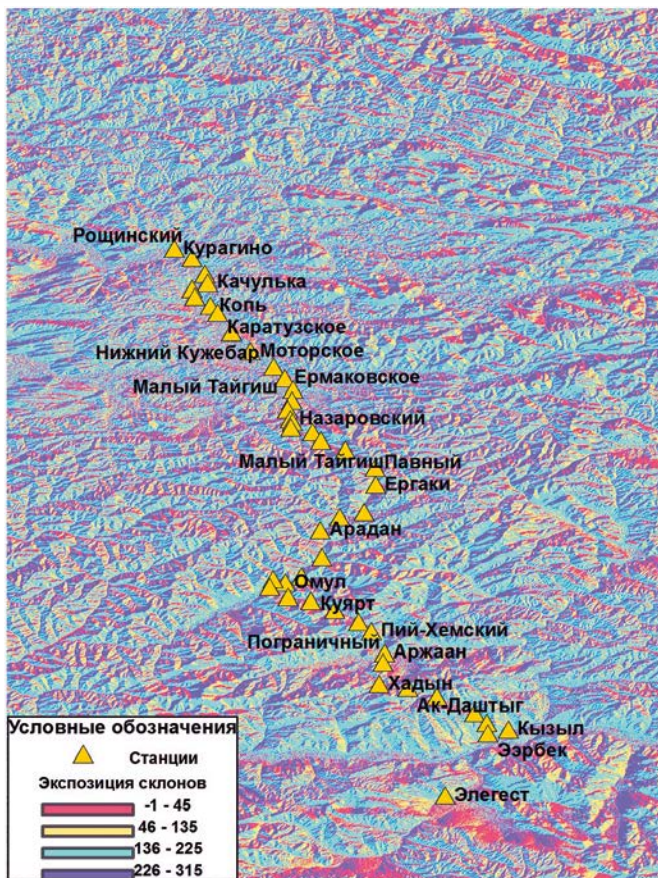 Рощинский
Курагино
Качулька
Копь
Каратузское
Нижний Кужебар
Моторское
Ермаковское
Малый Тайгиш
Назаровский
Малый Тайгиш
Павный
Ергаки
Арадан
Омул
Куярт
Пий-Хемский
Пограничный
Аржаан
Хадын
Ак-Даштыг
Кызыл
Ээрбек
Элегест
Условные обозначения
Станции
Экспозиция склонов
-1 - 45
46 - 135
136 - 225
226 - 315